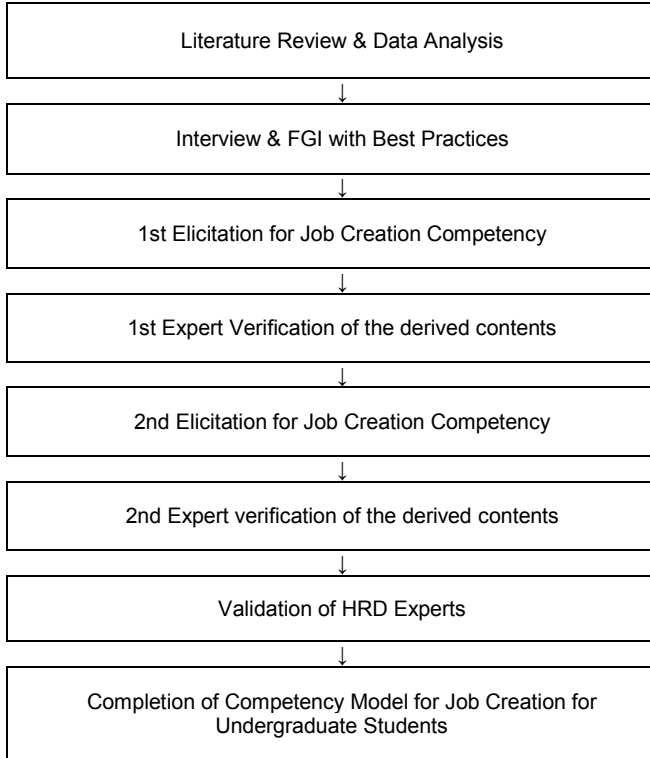 Literature Review & Data Analysis
↓
Interview & FGI with Best Practices
↓
1st Elicitation for Job Creation Competency
↓
1st Expert Verification of the derived contents
↓
2nd Elicitation for Job Creation Competency
↓
2nd Expert verification of the derived contents
↓
Validation of HRD Experts
↓
Completion of Competency Model for Job Creation for
Undergraduate Students